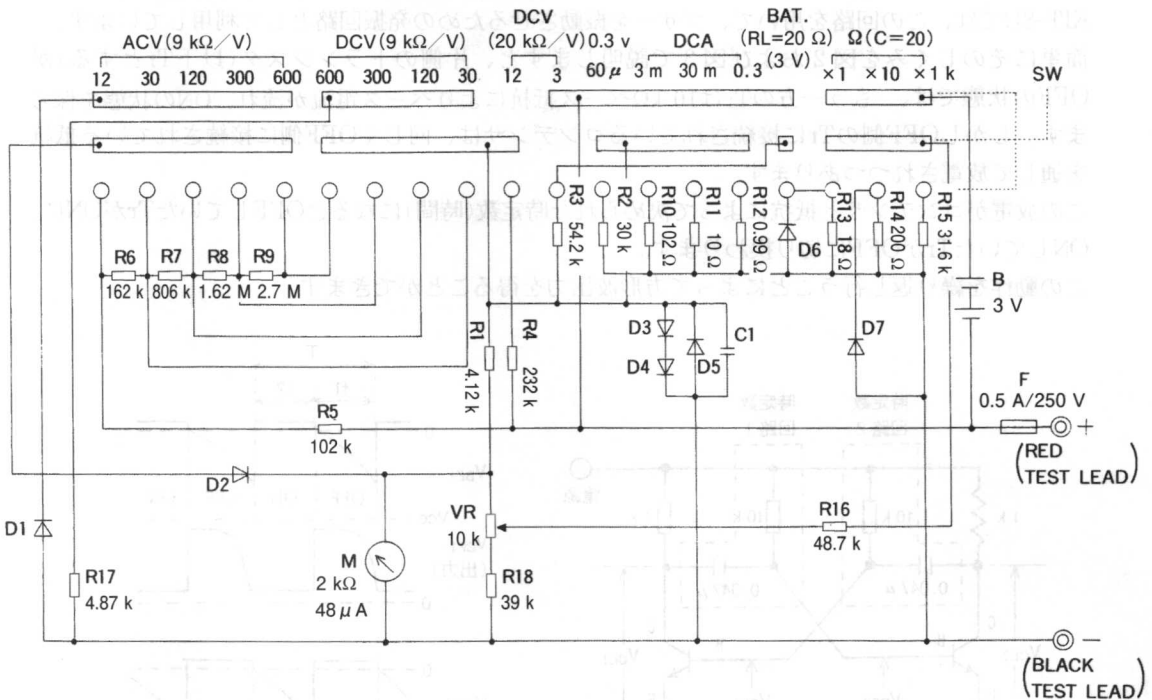 DCV
BAT.
ACV(9 kΩ/V)
DCV(9 kΩ/V)
(20 kΩ/V)
0.3 v
DCA
(RL=20 Ω)
Ω(C=20)
12 30 120 300 600 600 300 120 30 12 3 60μ 3 m 30 m 0.3 (3 V) ×1 ×10 ×1 k
SW
R6
R7
R8
R9
162 k
806 k
1.62 M
2.7 M
R3
54.2 k
R2
30 k
R10
102 Ω
R11
10 Ω
R12
0.99 Ω
D6
R13
18 Ω
R14
200 Ω
R15
31.6 k
B
3 V
R1
4.12 k
R4
232 k
D3
D4
D5
C1
D7
F
0.5 A/250 V
+
R5
102 k
(RED
TEST LEAD)
D2
D1
R17
4.87 k
M
2 kΩ
48 μA
VR
10 k
R18
39 k
R16
48.7 k
−
(BLACK
TEST LEAD)